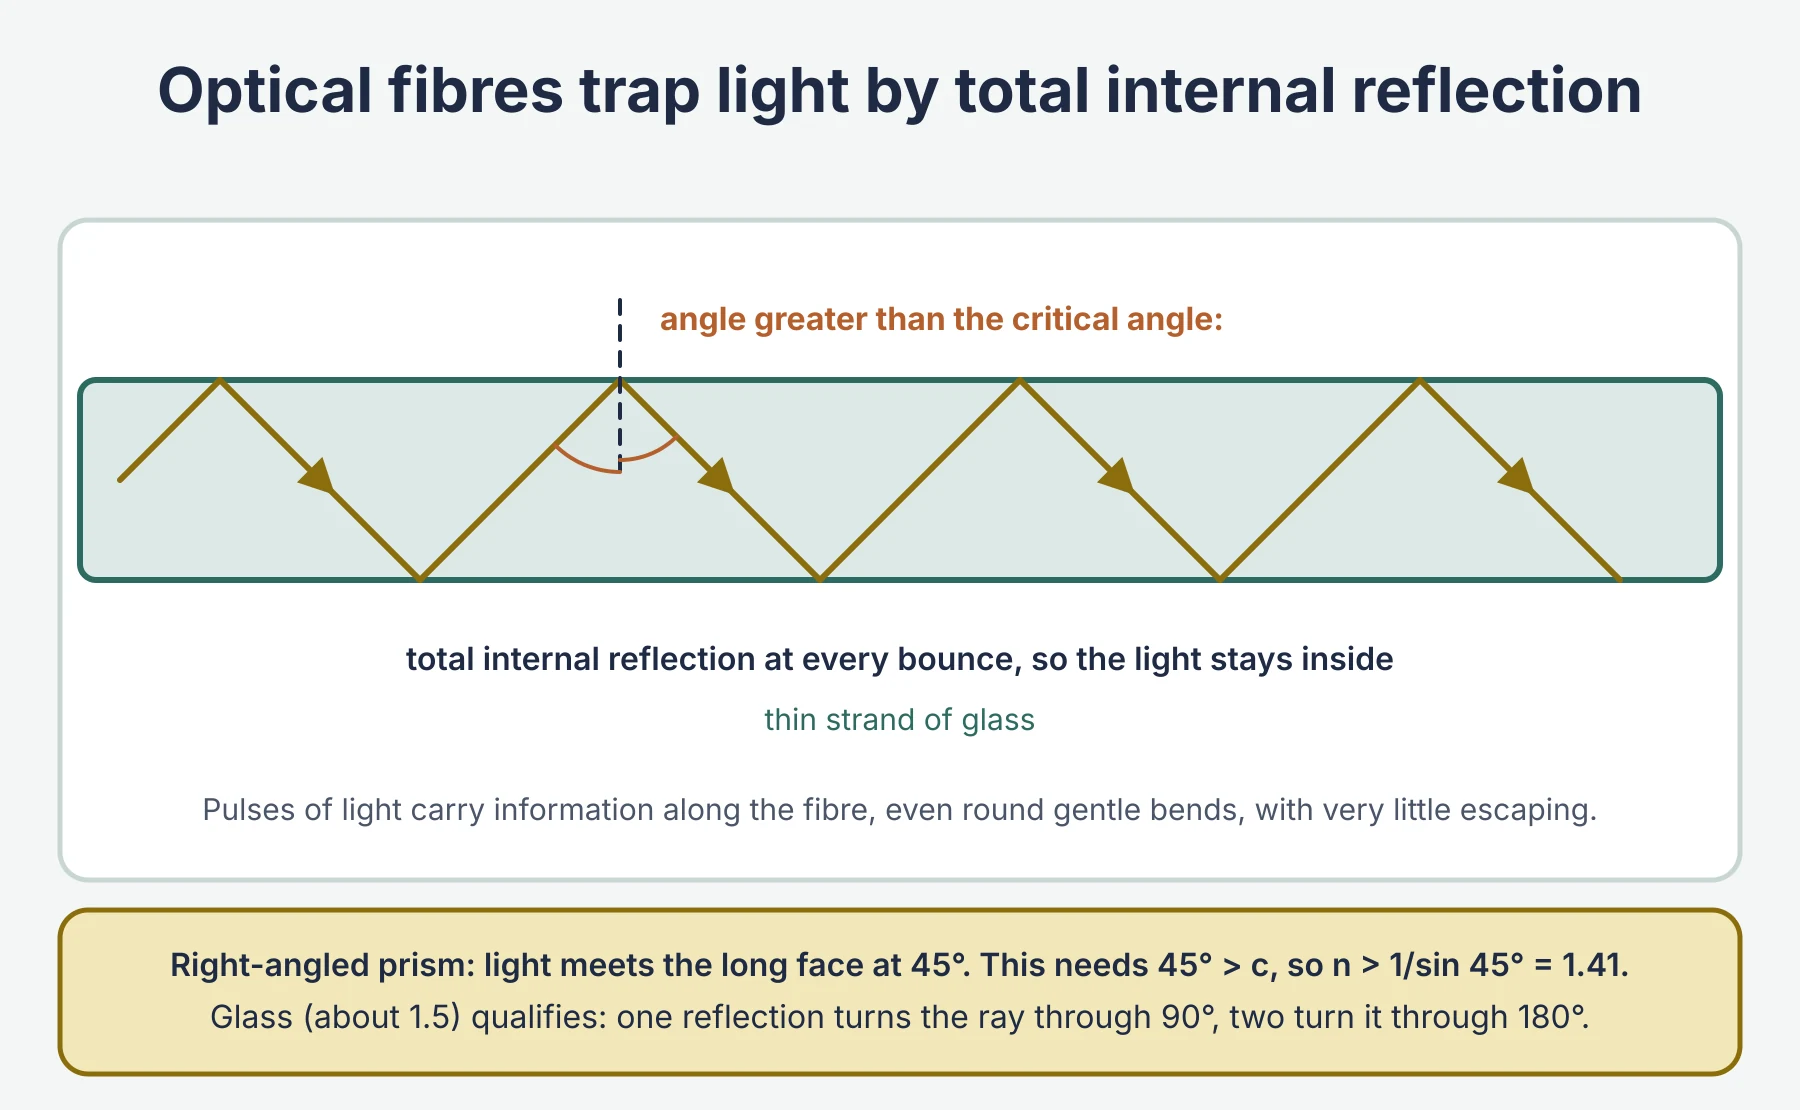 Optical fibres trap light by total internal reflection
angle greater than the critical angle:
total internal reflection at every bounce, so the light stays inside
thin strand of glass
Pulses of light carry information along the fibre, even round gentle bends, with very little escaping.
Right-angled prism: light meets the long face at 45°. This needs 45° > c, so n > 1/sin 45° = 1.41.
Glass (about 1.5) qualifies: one reflection turns the ray through 90°, two turn it through 180°.